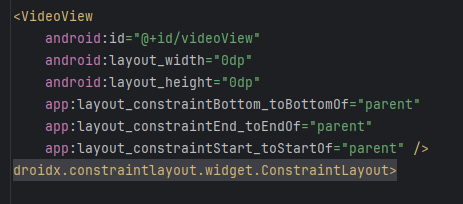 <VideoView
android:id="@+id/videoView"
android:layout_width="0dp"
android:layout_height="0dp"
app:layout_constraintBottom_toBottomOf="parent"
app:layout_constraintEnd_toEndOf="parent"
app:layout_constraintStart_toStartOf="parent" />
droidx.constraintlayout.widget.ConstraintLayout>